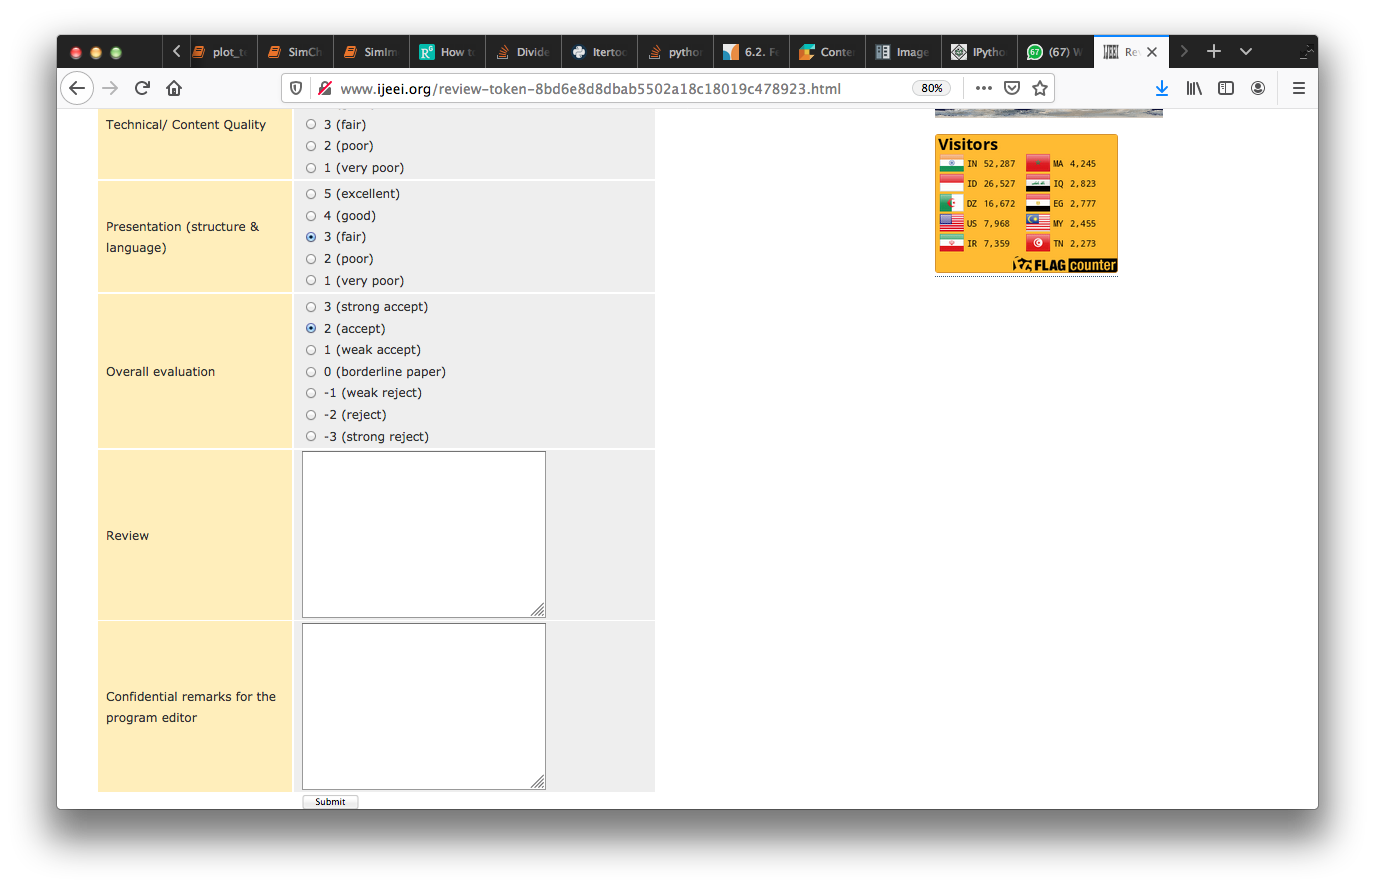 plot_t
SimCh
SimIm
How to
Divide
Itertoo
python
6.2. Fe
Conte
Image
IPytho
(67) W
Re
www.ijeei.org/review-token-8bd6e8d8dbab5502a18c18019c478923.html
80%
Technical/ Content Quality
3 (fair)
2 (poor)
1 (very poor)
Presentation (structure &
language)
5 (excellent)
4 (good)
3 (fair)
2 (poor)
1 (very poor)
Overall evaluation
3 (strong accept)
2 (accept)
1 (weak accept)
0 (borderline paper)
-1 (weak reject)
-2 (reject)
-3 (strong reject)
Review
Confidential remarks for the
program editor
Submit
Visitors
IN 52,287 MA 4,245
ID 26,527 IQ 2,823
DZ 16,672 EG 2,777
US 7,968 MY 2,455
IR 7,359 TN 2,273
FLAG counter